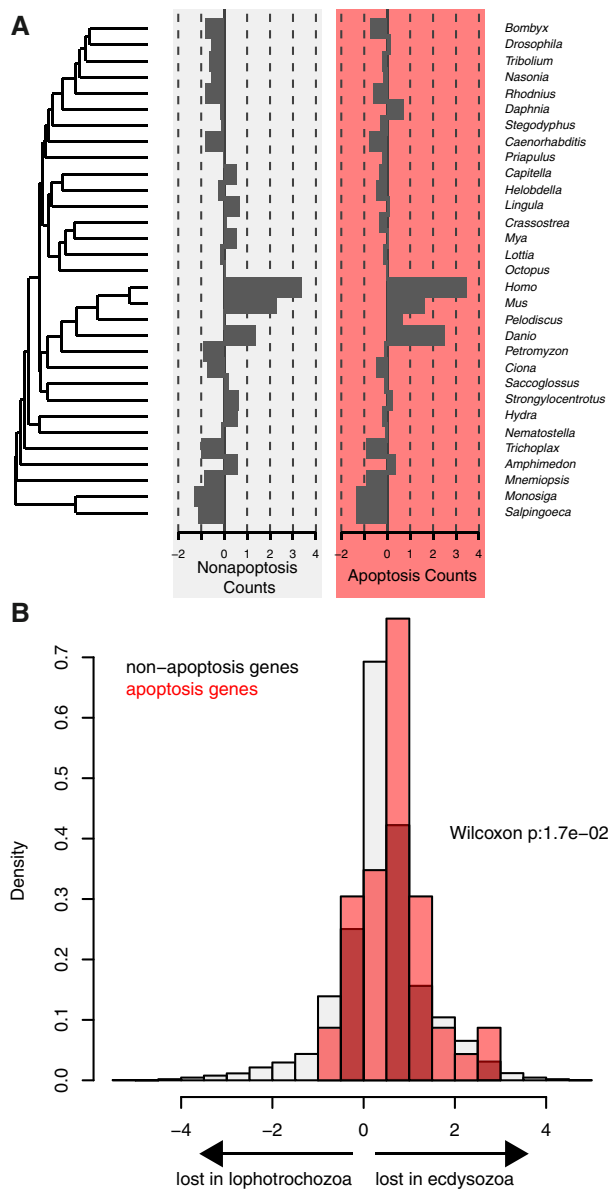 A
Bombyx
Drosophila
Tribolium
Nasonia
Rhodnius
Daphnia
Stegodyphus
Caenorhabditis
Priapulus
Capitella
Helobdella
Lingula
Crassostrea
Mya
Lottia
Octopus
Homo
Mus
Pelodiscus
Danio
Petromyzon
Ciona
Saccoglossus
Strongylocentrotus
Hydra
Nematostella
Trichoplax
Amphimedon
Mnemiopsis
Monosiga
Salpingoeca
−2 0 1 2 3 4
Nonapoptosis
Counts
−2 0 1 2 3 4
Apoptosis Counts
B
non−apoptosis genes
apoptosis genes
Wilcoxon p:1.7e−02
Density
0.7
0.6
0.5
0.4
0.3
0.2
0.1
0.0
−4 −2 0 2 4
lost in lophotrochozoa
lost in ecdysozoa